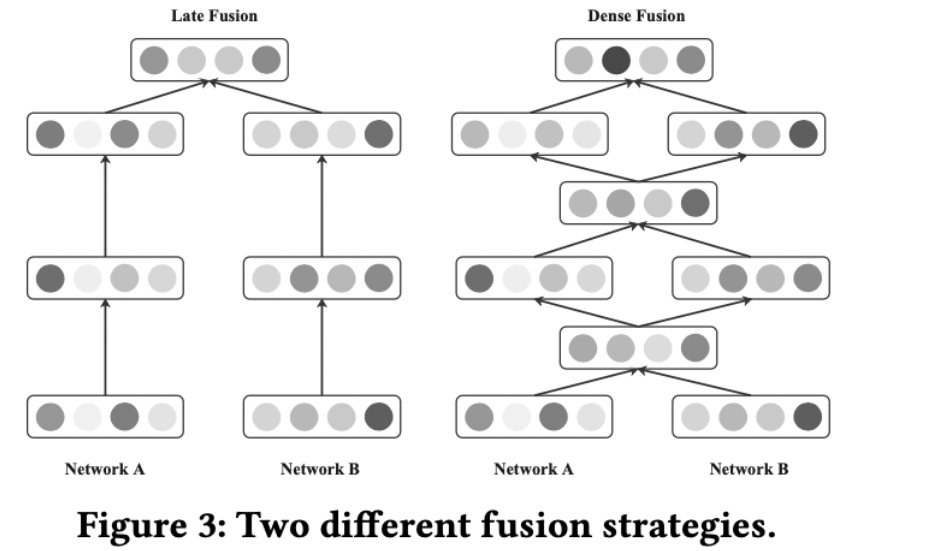 Late Fusion
Dense Fusion
Network A
Network B
Network A
Network B
Figure 3: Two different fusion strategies.